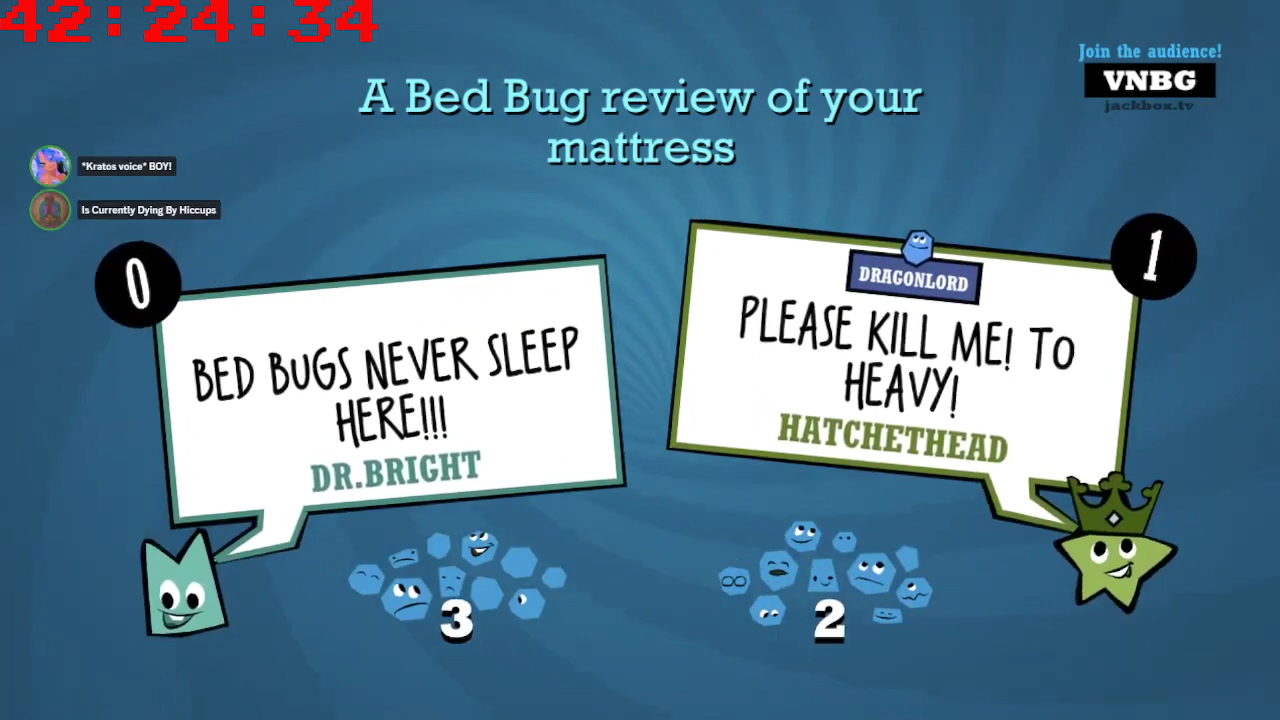 42:24:34
Join the audience!
VNBG
jackbox.tv
A Bed Bug review of your
mattress
*Kratos voice* BOY!
Is Currently Dying By Hiccups
0
BED BUGS NEVER SLEEP
HERE!!!
DR.BRIGHT
1
DRAGONLORD
PLEASE KILL ME! TO
HEAVY!
HATCHETHEAD
3
2